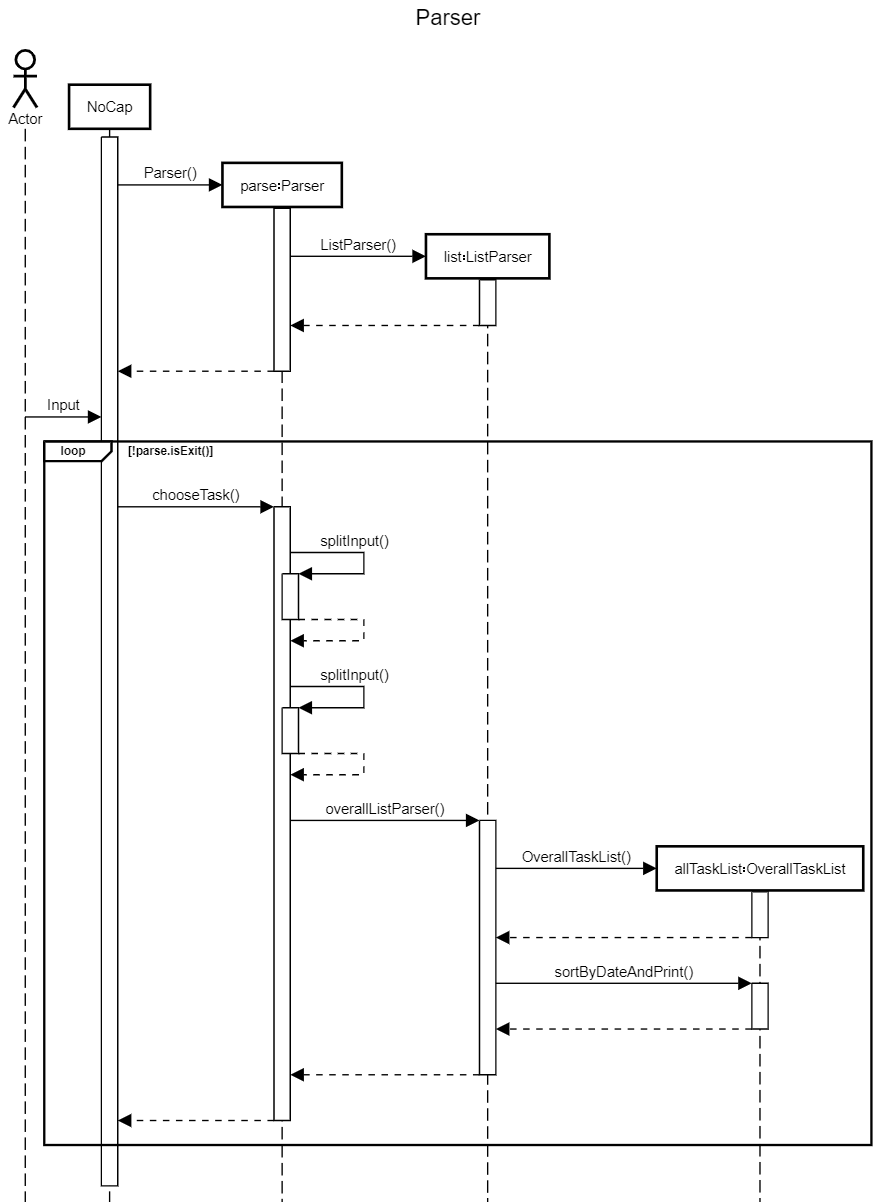 Parser
Actor
NoCap
Parser()
parse:Parser
ListParser()
list:ListParser
Input
loop
[!parse.isExit()]
chooseTask()
splitInput()
splitInput()
overallListParser()
OverallTaskList()
allTaskList:OverallTaskList
sortByDateAndPrint()